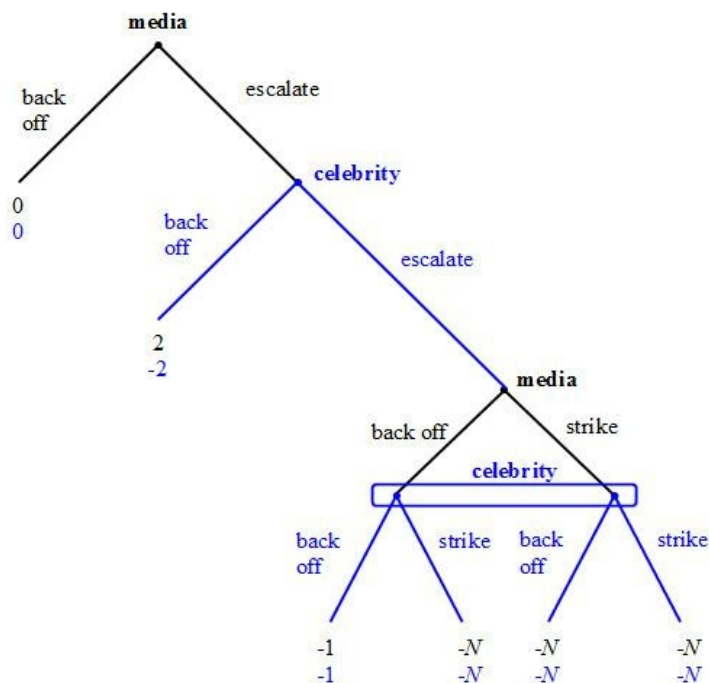 media
back
off
escalate
celebrity
0
0
back
off
escalate
2
-2
media
back off
strike
celebrity
back
off
strike
back
off
strike
-1 -N -N -N
-1 -N -N -N